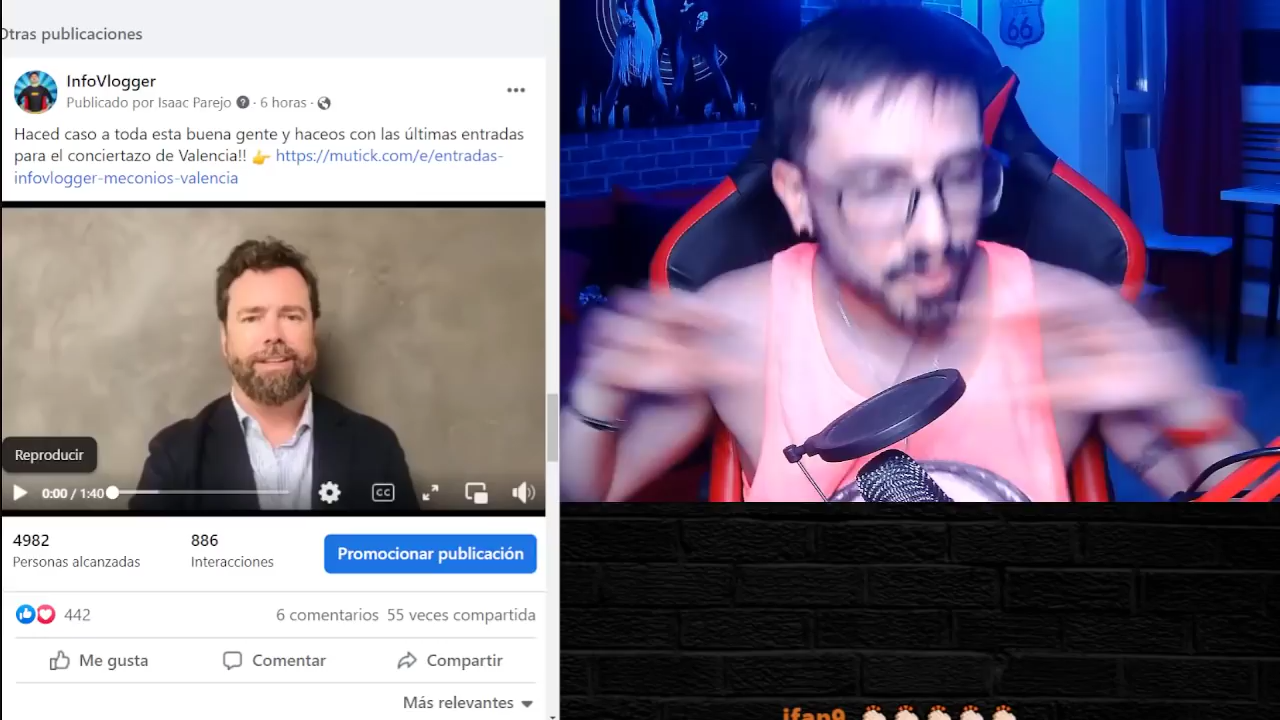 Otras publicaciones
InfoVlogger
Publicado por Isaac Parejo · 6 horas ·
Haced caso a toda esta buena gente y haceos con las últimas entradas
para el conciertazo de Valencia!! 👉 https://mutick.com/e/entradas-
infovlogger-meconios-valencia
Reproducir
0:00 / 1:40
CC
4982
Personas alcanzadas
886
Interacciones
Promocionar publicación
442
6 comentarios 55 veces compartida
Me gusta
Comentar
Compartir
Más relevantes
66